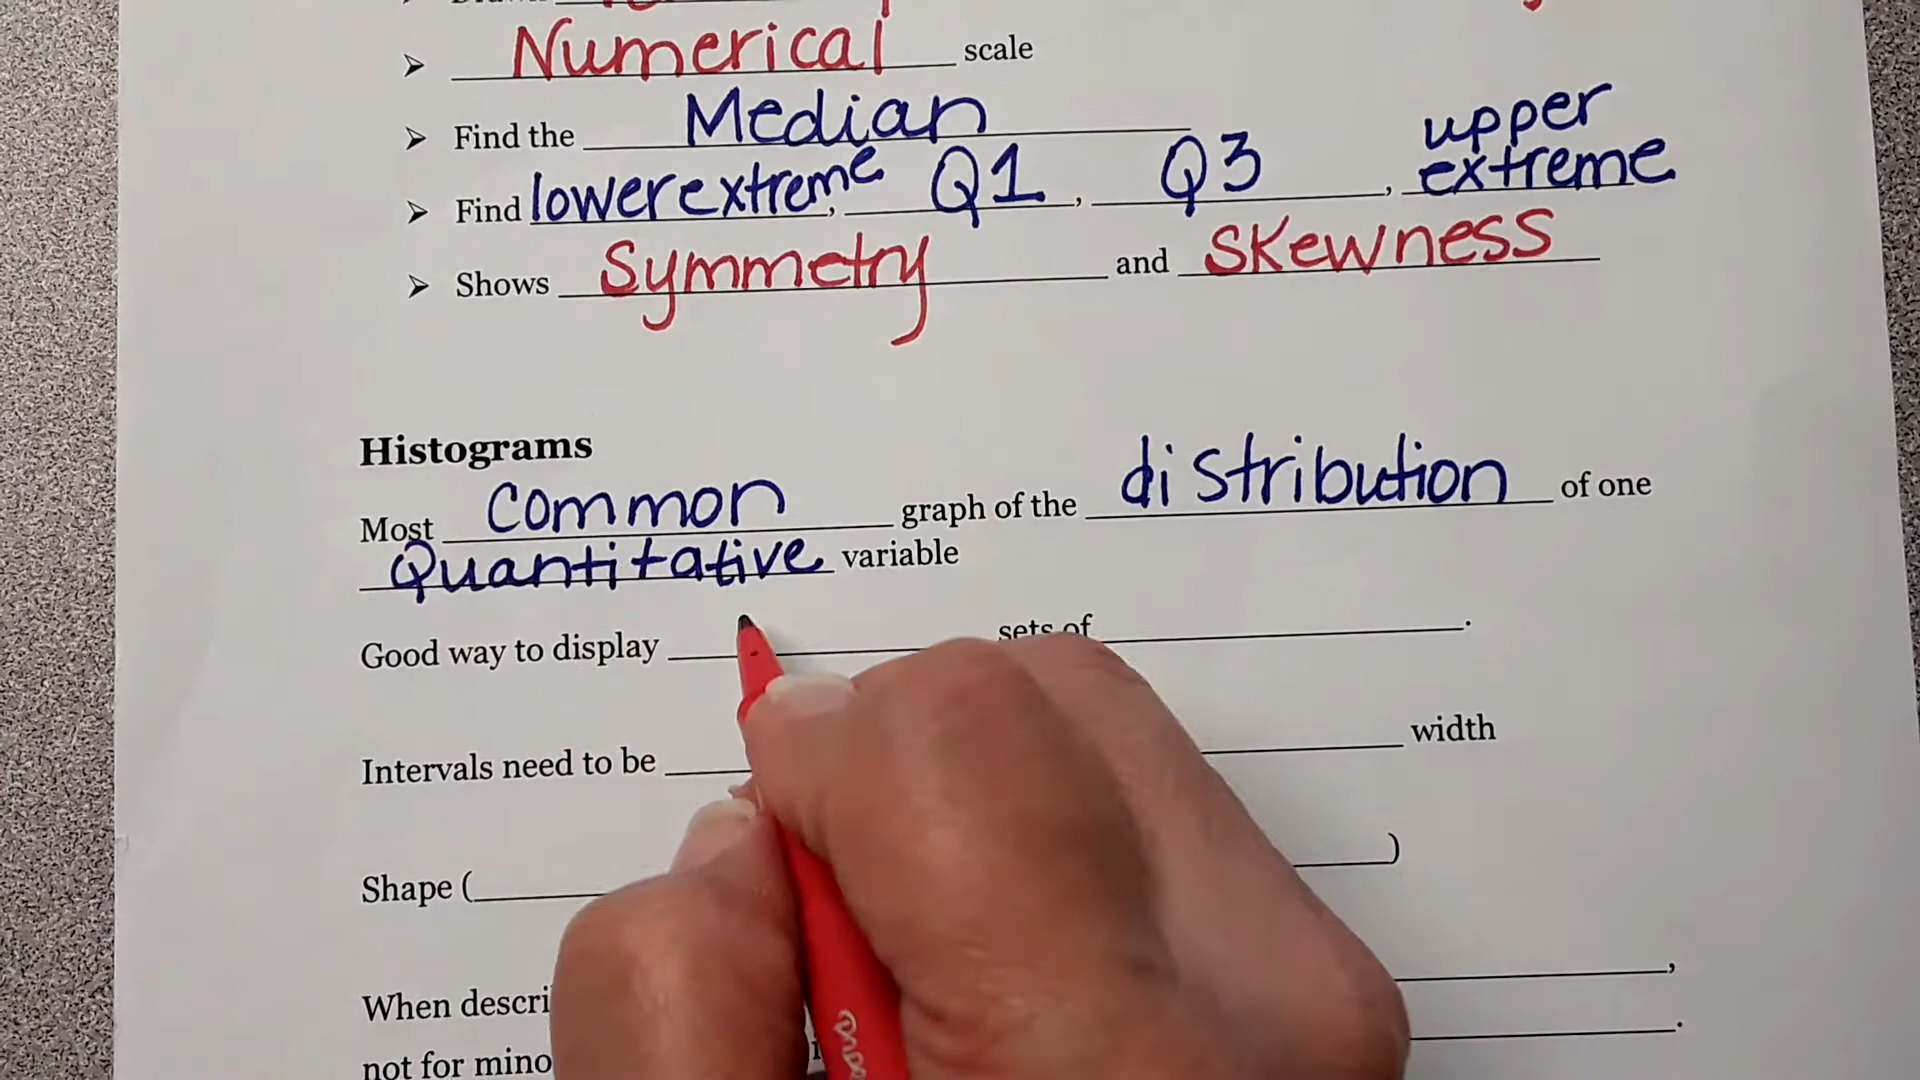 Numerical scale
Find the Median
Find lower extreme, Q1, Q3, upper extreme
Shows Symmetry and Skewness
Histograms
Most common graph of the distribution of one
Quantitative variable
Good way to display sets of .
Intervals need to be width
Shape ( )
When descri ,
not for mino .